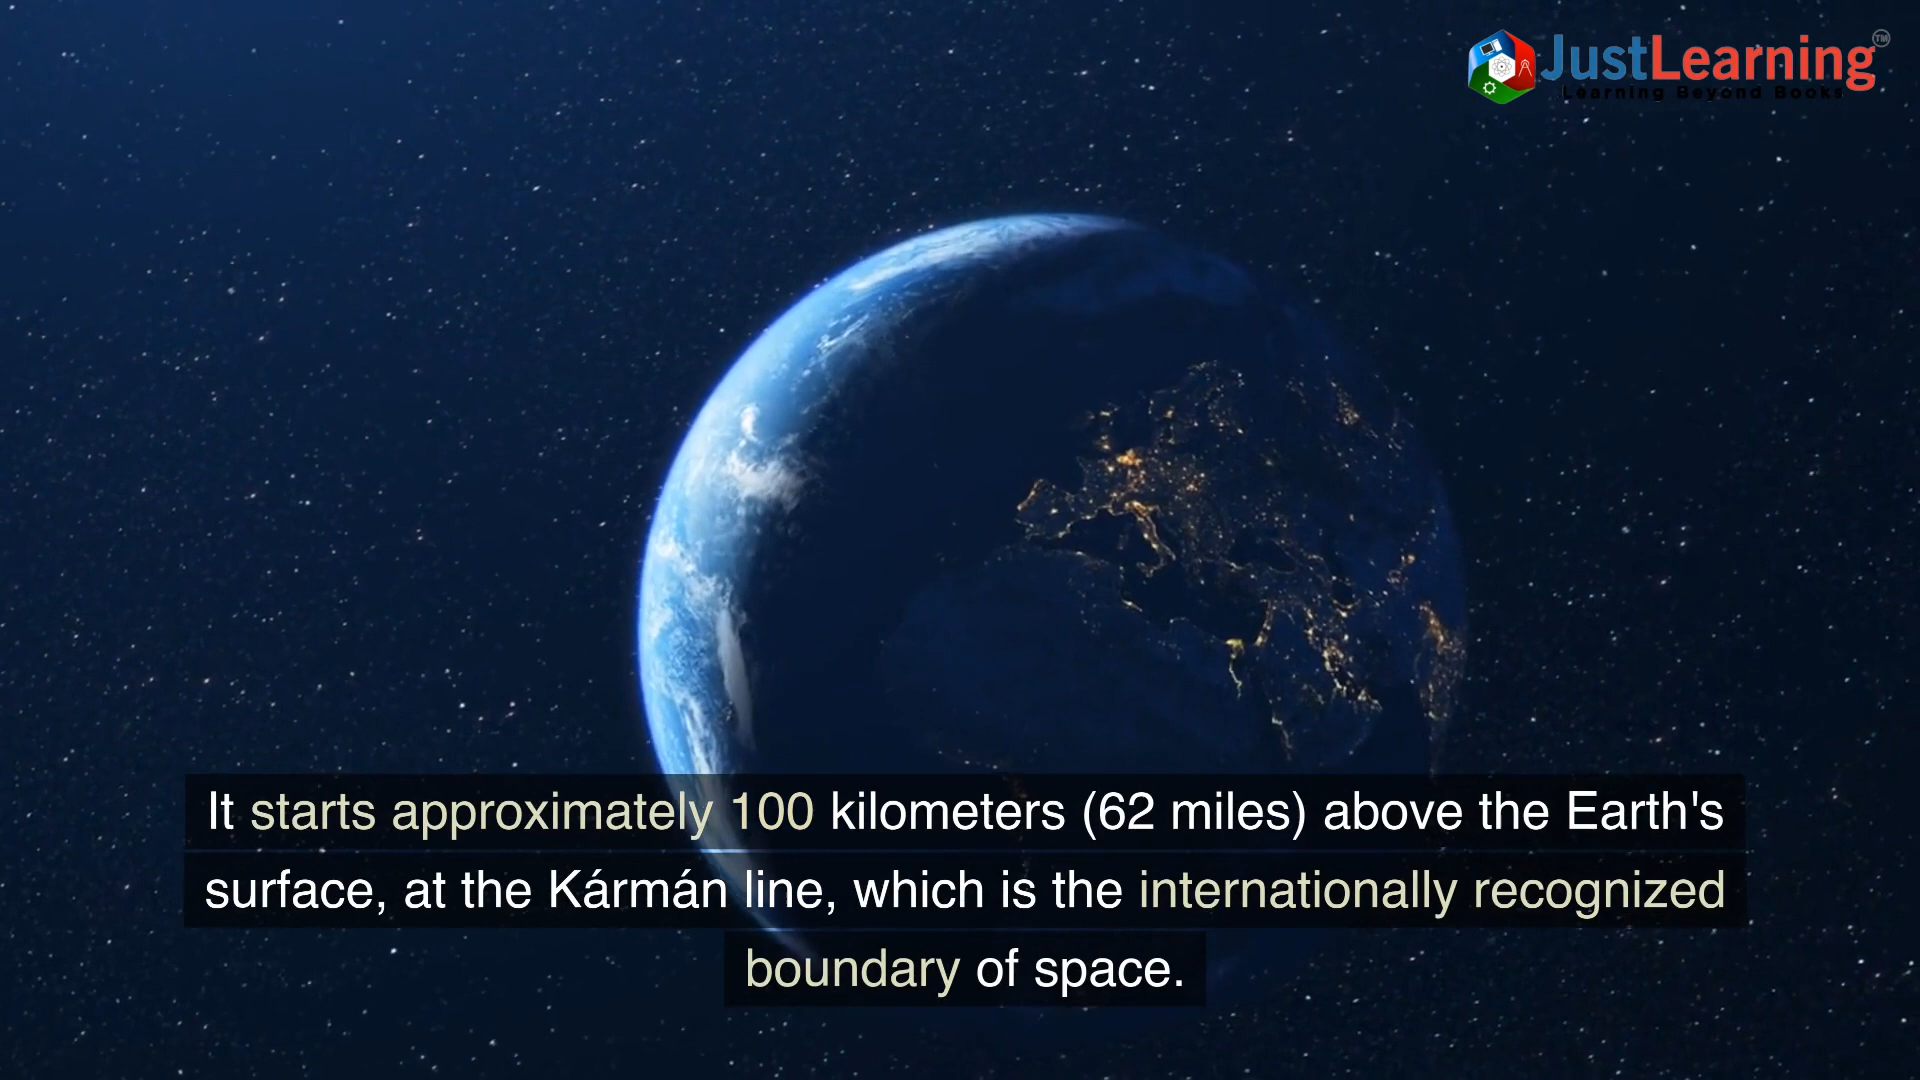 JustLearning™
Learning Beyond Books
It starts approximately 100 kilometers (62 miles) above the Earth's
surface, at the Kármán line, which is the internationally recognized
boundary of space.